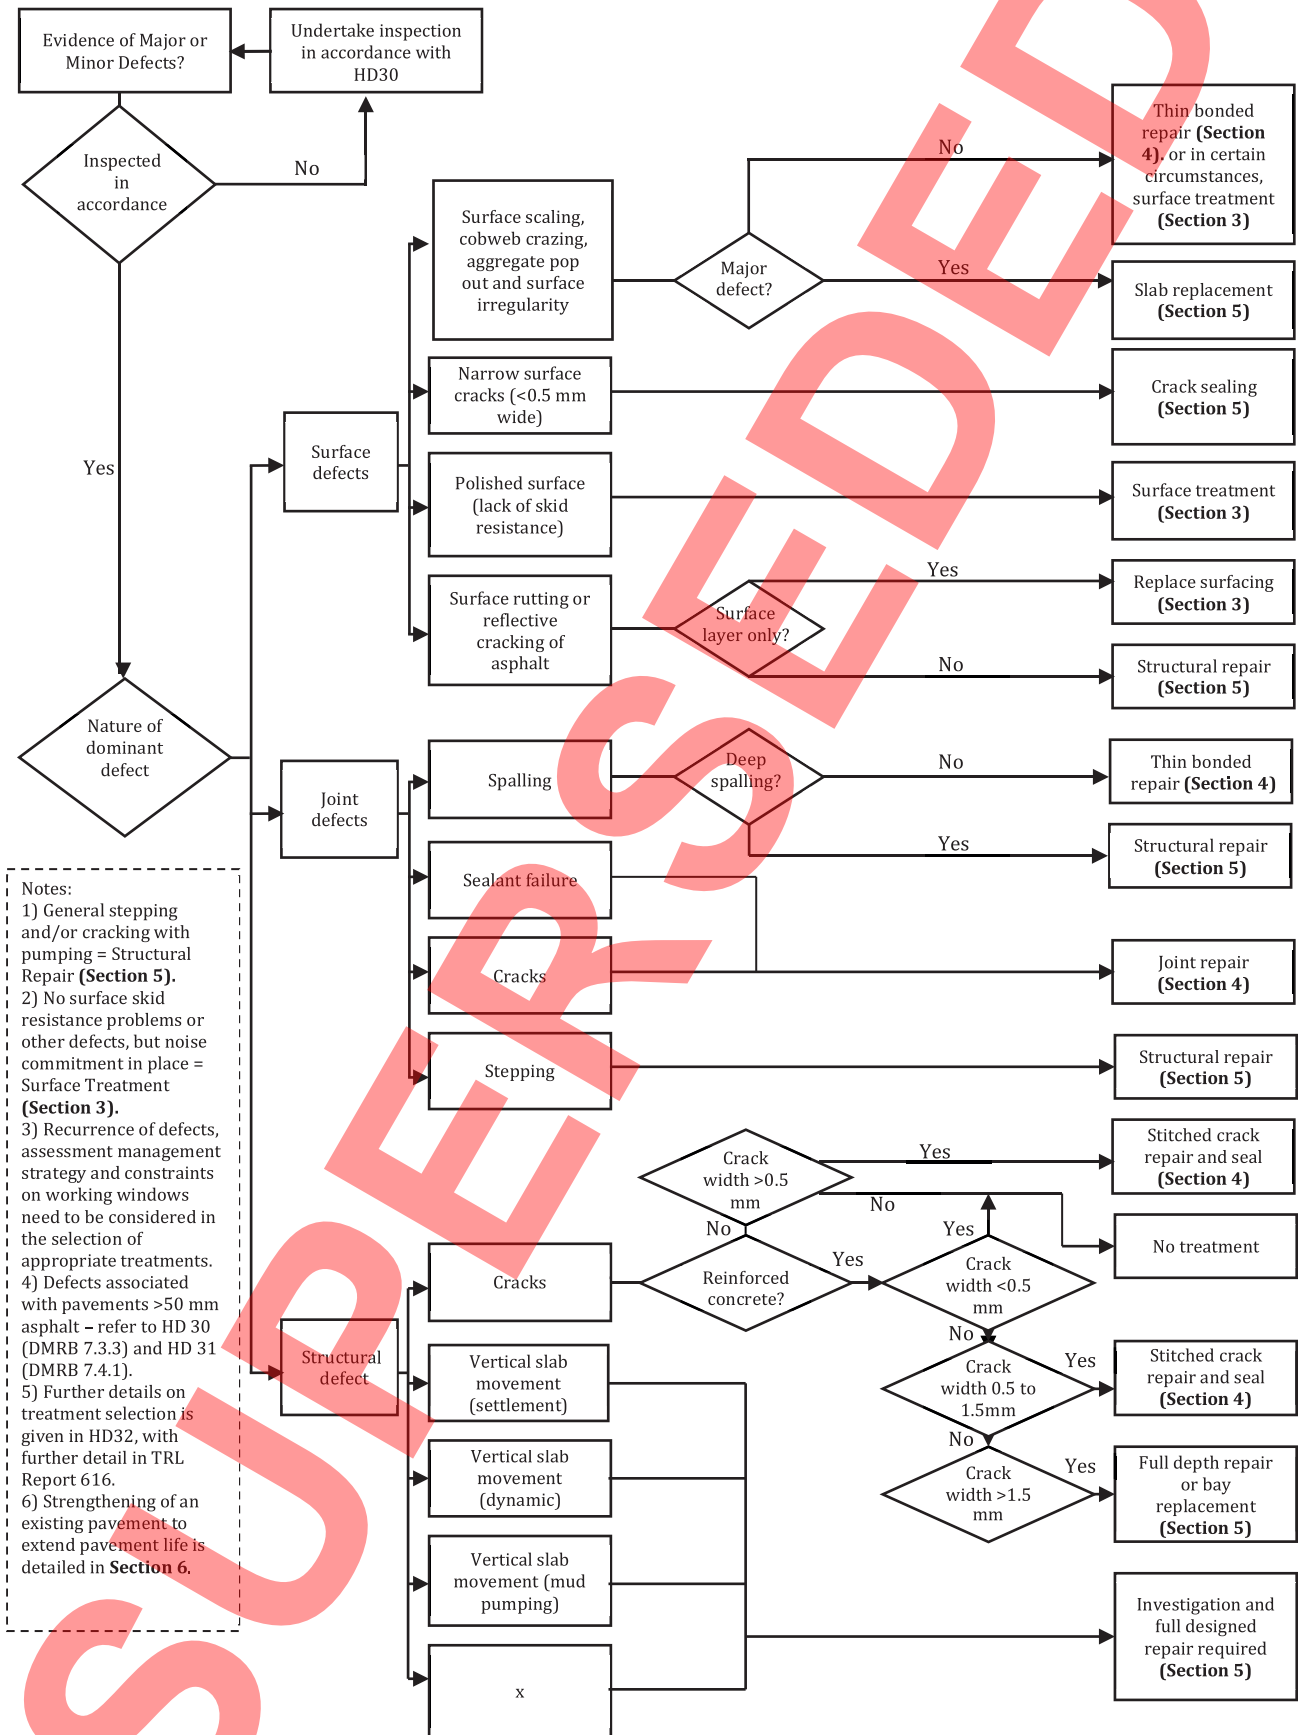 Evidence of Major or
Minor Defects?
Undertake inspection
in accordance with
HD30
Inspected
in
accordance
No
Yes
Nature of
dominant
defect
Surface
defects
Surface scaling,
cobweb crazing,
aggregate pop
out and surface
irregularity
Major
defect?
No
Thin bonded
repair (Section
4). or in certain
circumstances,
surface treatment
(Section 3)
Yes
Slab replacement
(Section 5)
Narrow surface
cracks (<0.5 mm
wide)
Crack sealing
(Section 5)
Polished surface
(lack of skid
resistance)
Surface treatment
(Section 3)
Surface rutting or
reflective
cracking of
asphalt
Surface
layer only?
Yes
Replace surfacing
(Section 3)
No
Structural repair
(Section 5)
Joint
defects
Spalling
Deep
spalling?
No
Thin bonded
repair (Section 4)
Yes
Structural repair
(Section 5)
Sealant failure
Cracks
Joint repair
(Section 4)
Stepping
Structural repair
(Section 5)
Structural
defect
Cracks
Reinforced
concrete?
No
Crack
width >0.5
mm
Yes
Stitched crack
repair and seal
(Section 4)
No
No treatment
Yes
Crack
width <0.5
mm
Yes
No
Crack
width 0.5 to
1.5mm
Yes
Stitched crack
repair and seal
(Section 4)
No
Crack
width >1.5
mm
Yes
Full depth repair
or bay
replacement
(Section 5)
Vertical slab
movement
(settlement)
Vertical slab
movement
(dynamic)
Vertical slab
movement (mud
pumping)
x
Investigation and
full designed
repair required
(Section 5)
Notes:
1) General stepping
and/or cracking with
pumping = Structural
Repair (Section 5).
2) No surface skid
resistance problems or
other defects, but noise
commitment in place =
Surface Treatment
(Section 3).
3) Recurrence of defects,
assessment management
strategy and constraints
on working windows
need to be considered in
the selection of
appropriate treatments.
4) Defects associated
with pavements >50 mm
asphalt – refer to HD 30
(DMRB 7.3.3) and HD 31
(DMRB 7.4.1).
5) Further details on
treatment selection is
given in HD32, with
further detail in TRL
Report 616.
6) Strengthening of an
existing pavement to
extend pavement life is
detailed in Section 6.
SUPERSEDED